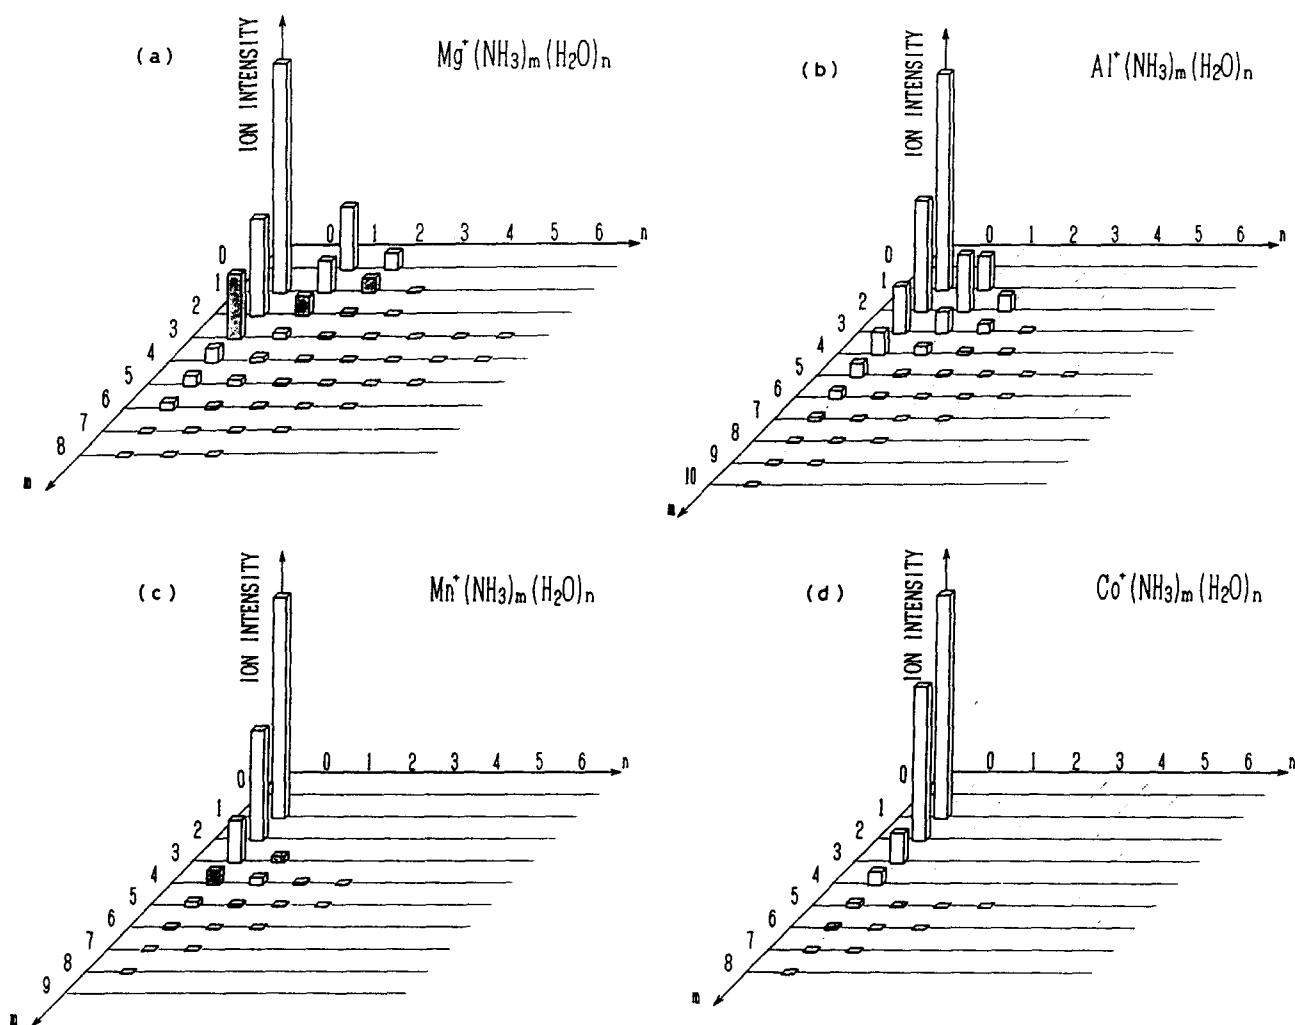 (a)
ION INTENSITY
Mg⁺(NH₃)m(H₂O)n
0 1 2 3 4 5 6 n
0
1
2
3
4
5
6
7
8
m
(b)
ION INTENSITY
Al⁺(NH₃)m(H₂O)n
0 1 2 3 4 5 6 n
0
1
2
3
4
5
6
7
8
9
10
m
(c)
ION INTENSITY
Mn⁺(NH₃)m(H₂O)n
0 1 2 3 4 5 6 n
0
1
2
3
4
5
6
7
8
9
m
(d)
ION INTENSITY
Co⁺(NH₃)m(H₂O)n
0 1 2 3 4 5 6 n
0
1
2
3
4
5
6
7
8
m